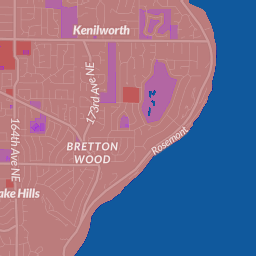 Kenilworth
173rd Ave NE
164th Ave NE
Rosemont
BRETTON
WOOD
ake Hills